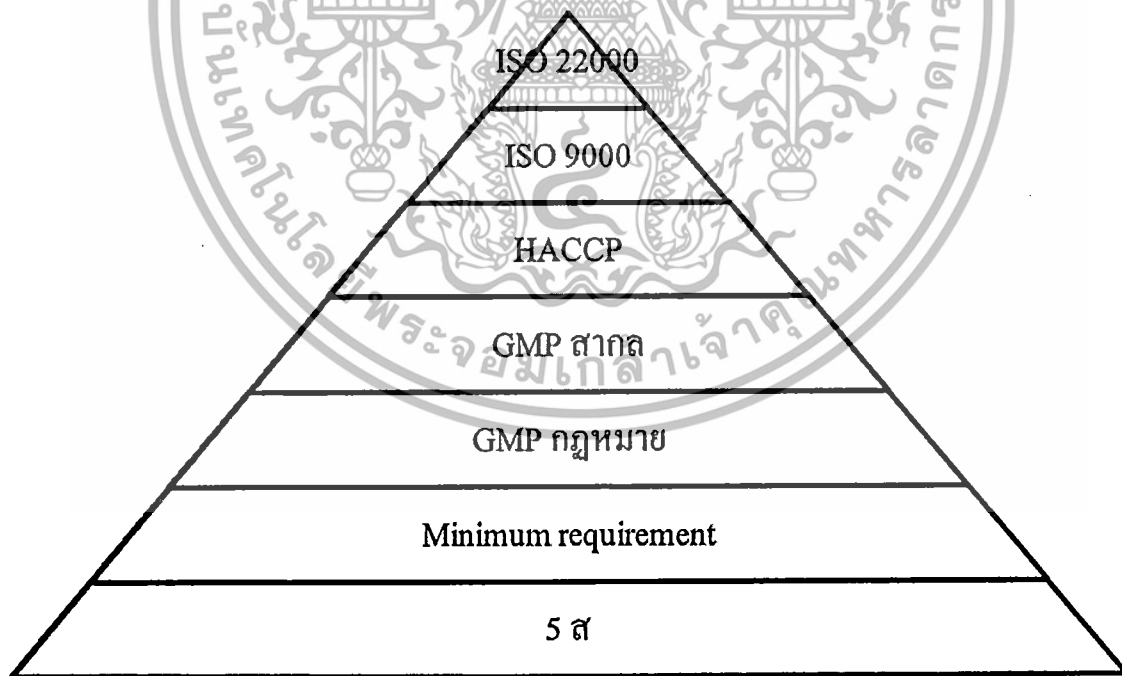 ISO 22000
ISO 9000
HACCP
GMP สากล
GMP กฎหมาย
Minimum requirement
5 ส